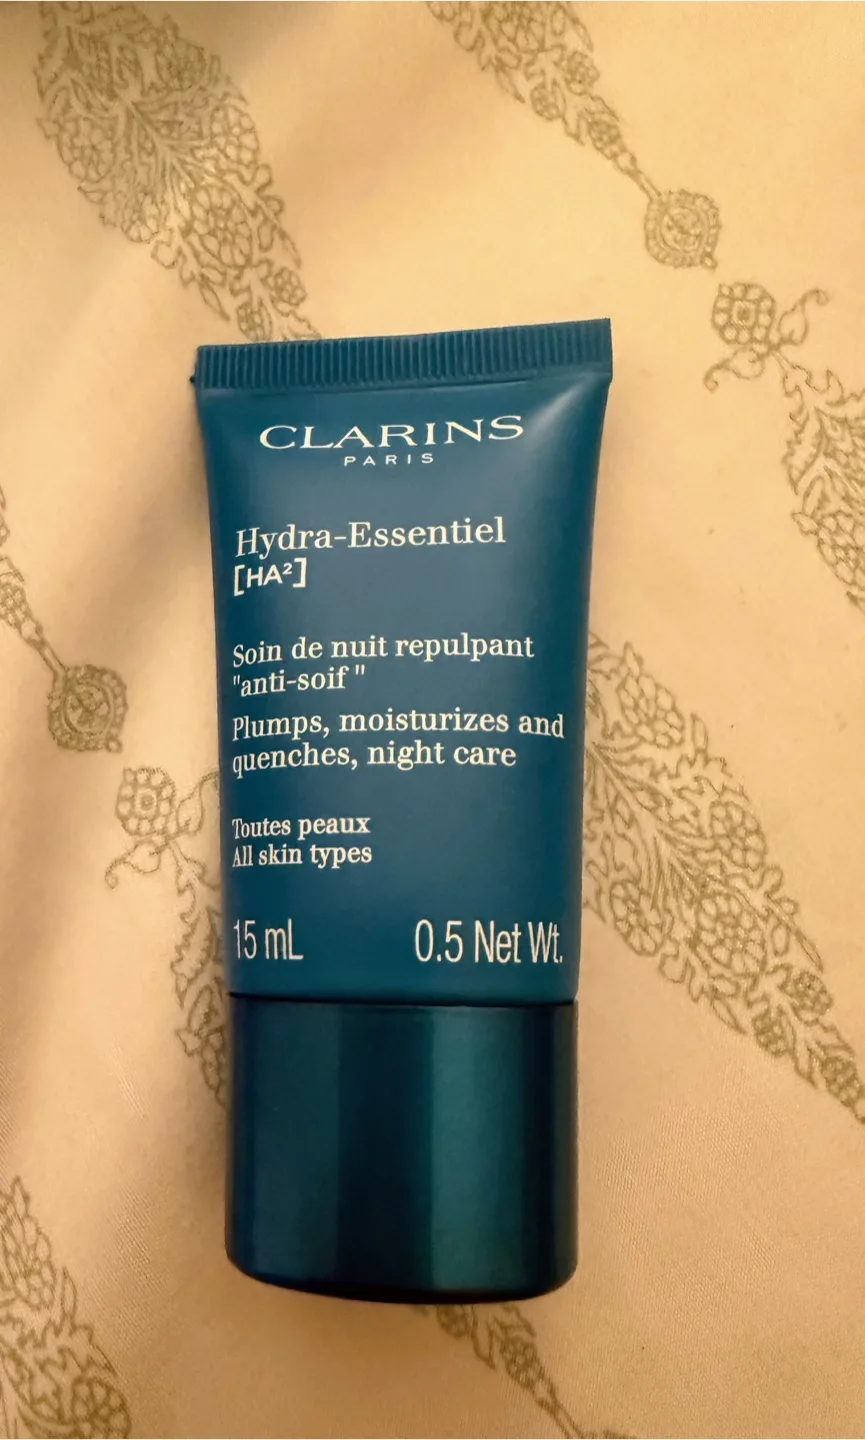 CLARINS
PARIS
Hydra-Essentiel
[HA²]
Soin de nuit repulpant
"anti-soif "
Plumps, moisturizes and
quenches, night care
Toutes peaux
All skin types
15 mL 0.5 Net Wt.